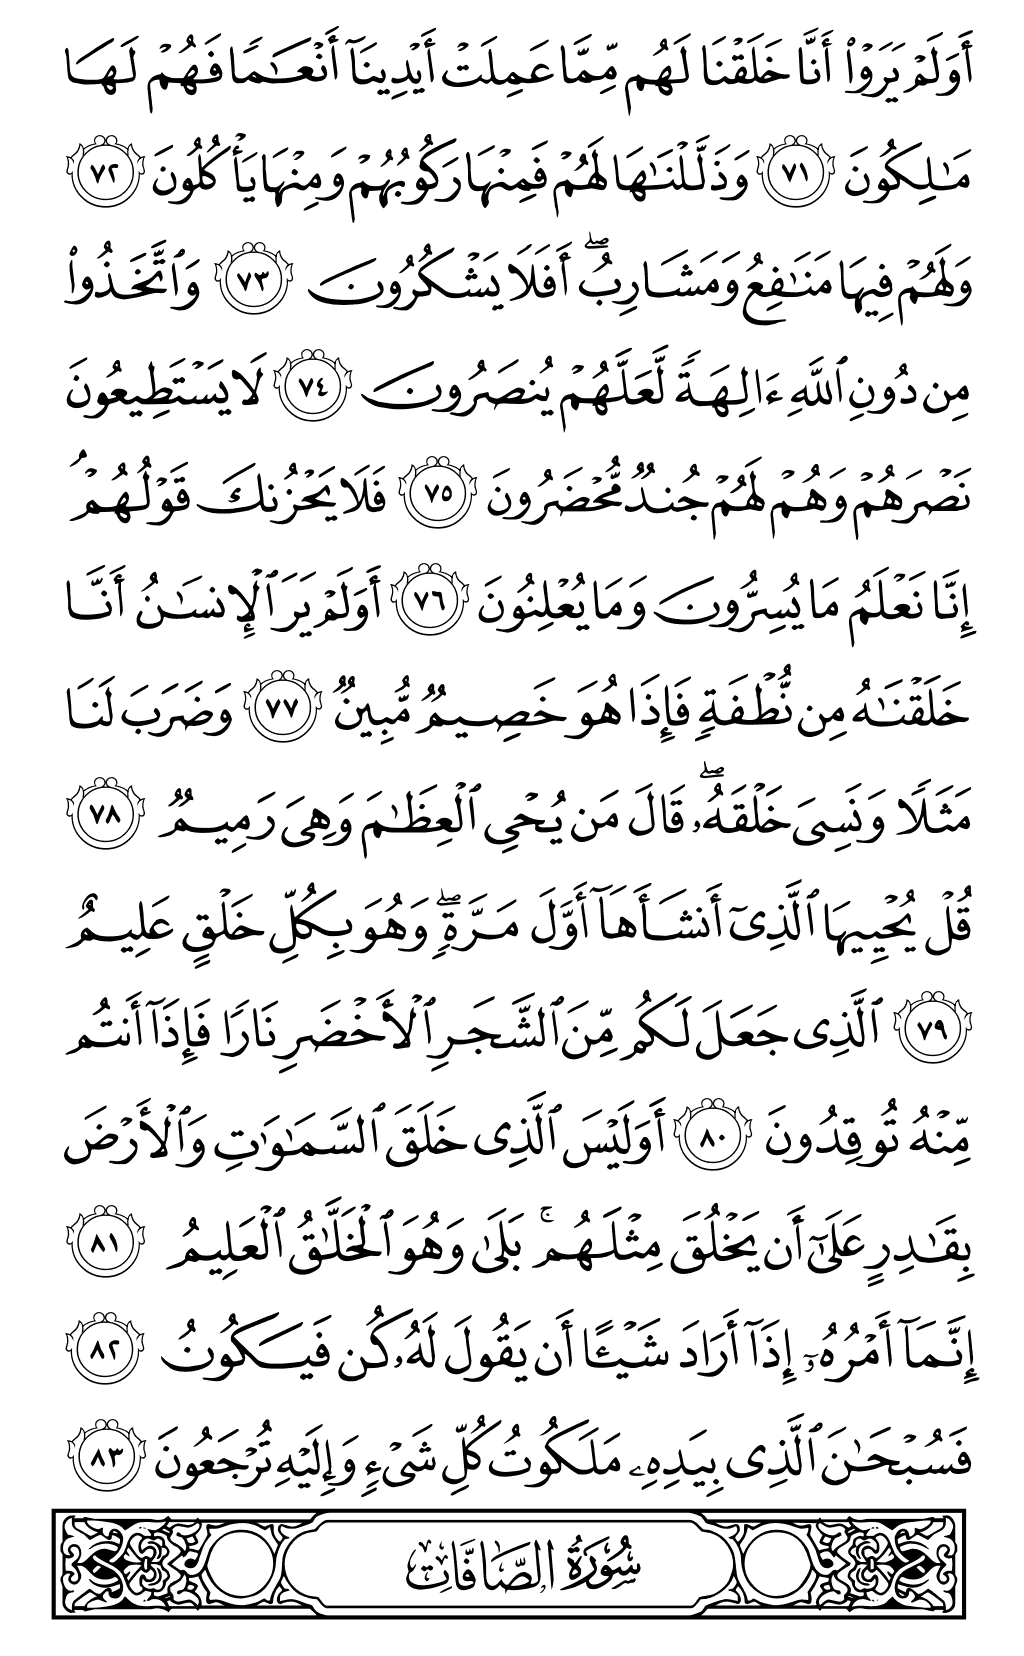 أَوَلَمۡ يَرَوۡاْ أَنَّا خَلَقۡنَا لَهُم مِّمَّا عَمِلَتۡ أَيۡدِينَآ أَنۡعَٰمٗا فَهُمۡ لَهَا
مَٰلِكُونَ ٧١ وَذَلَّلۡنَٰهَا لَهُمۡ فَمِنۡهَا رَكُوبُهُمۡ وَمِنۡهَا يَأۡكُلُونَ ٧٢
وَلَهُمۡ فِيهَا مَنَٰفِعُ وَمَشَارِبُۖ أَفَلَا يَشۡكُرُونَ ٧٣ وَٱتَّخَذُواْ
مِن دُونِ ٱللَّهِ ءَالِهَةٗ لَّعَلَّهُمۡ يُنصَرُونَ ٧٤ لَا يَسۡتَطِيعُونَ
نَصۡرَهُمۡ وَهُمۡ لَهُمۡ جُندٞ مُّحۡضَرُونَ ٧٥ فَلَا يَحۡزُنكَ قَوۡلُهُمۡۘ
إِنَّا نَعۡلَمُ مَا يُسِرُّونَ وَمَا يُعۡلِنُونَ ٧٦ أَوَلَمۡ يَرَ ٱلۡإِنسَٰنُ أَنَّا
خَلَقۡنَٰهُ مِن نُّطۡفَةٖ فَإِذَا هُوَ خَصِيمٞ مُّبِينٞ ٧٧ وَضَرَبَ لَنَا
مَثَلٗا وَنَسِيَ خَلۡقَهُۥۖ قَالَ مَن يُحۡيِ ٱلۡعِظَٰمَ وَهِيَ رَمِيمٞ ٧٨
قُلۡ يُحۡيِيهَا ٱلَّذِيٓ أَنشَأَهَآ أَوَّلَ مَرَّةٖۖ وَهُوَ بِكُلِّ خَلۡقٍ عَلِيمٌ
٧٩ ٱلَّذِي جَعَلَ لَكُم مِّنَ ٱلشَّجَرِ ٱلۡأَخۡضَرِ نَارٗا فَإِذَآ أَنتُم
مِّنۡهُ تُوقِدُونَ ٨٠ أَوَلَيۡسَ ٱلَّذِي خَلَقَ ٱلسَّمَٰوَٰتِ وَٱلۡأَرۡضَ
بِقَٰدِرٍ عَلَىٰٓ أَن يَخۡلُقَ مِثۡلَهُمۚ بَلَىٰ وَهُوَ ٱلۡخَلَّٰقُ ٱلۡعَلِيمُ ٨١
إِنَّمَآ أَمۡرُهُۥٓ إِذَآ أَرَادَ شَيۡـًٔا أَن يَقُولَ لَهُۥ كُن فَيَكُونُ ٨٢
فَسُبۡحَٰنَ ٱلَّذِي بِيَدِهِۦ مَلَكُوتُ كُلِّ شَيۡءٖ وَإِلَيۡهِ تُرۡجَعُونَ ٨٣
سُورَةُ الصَّافَّات